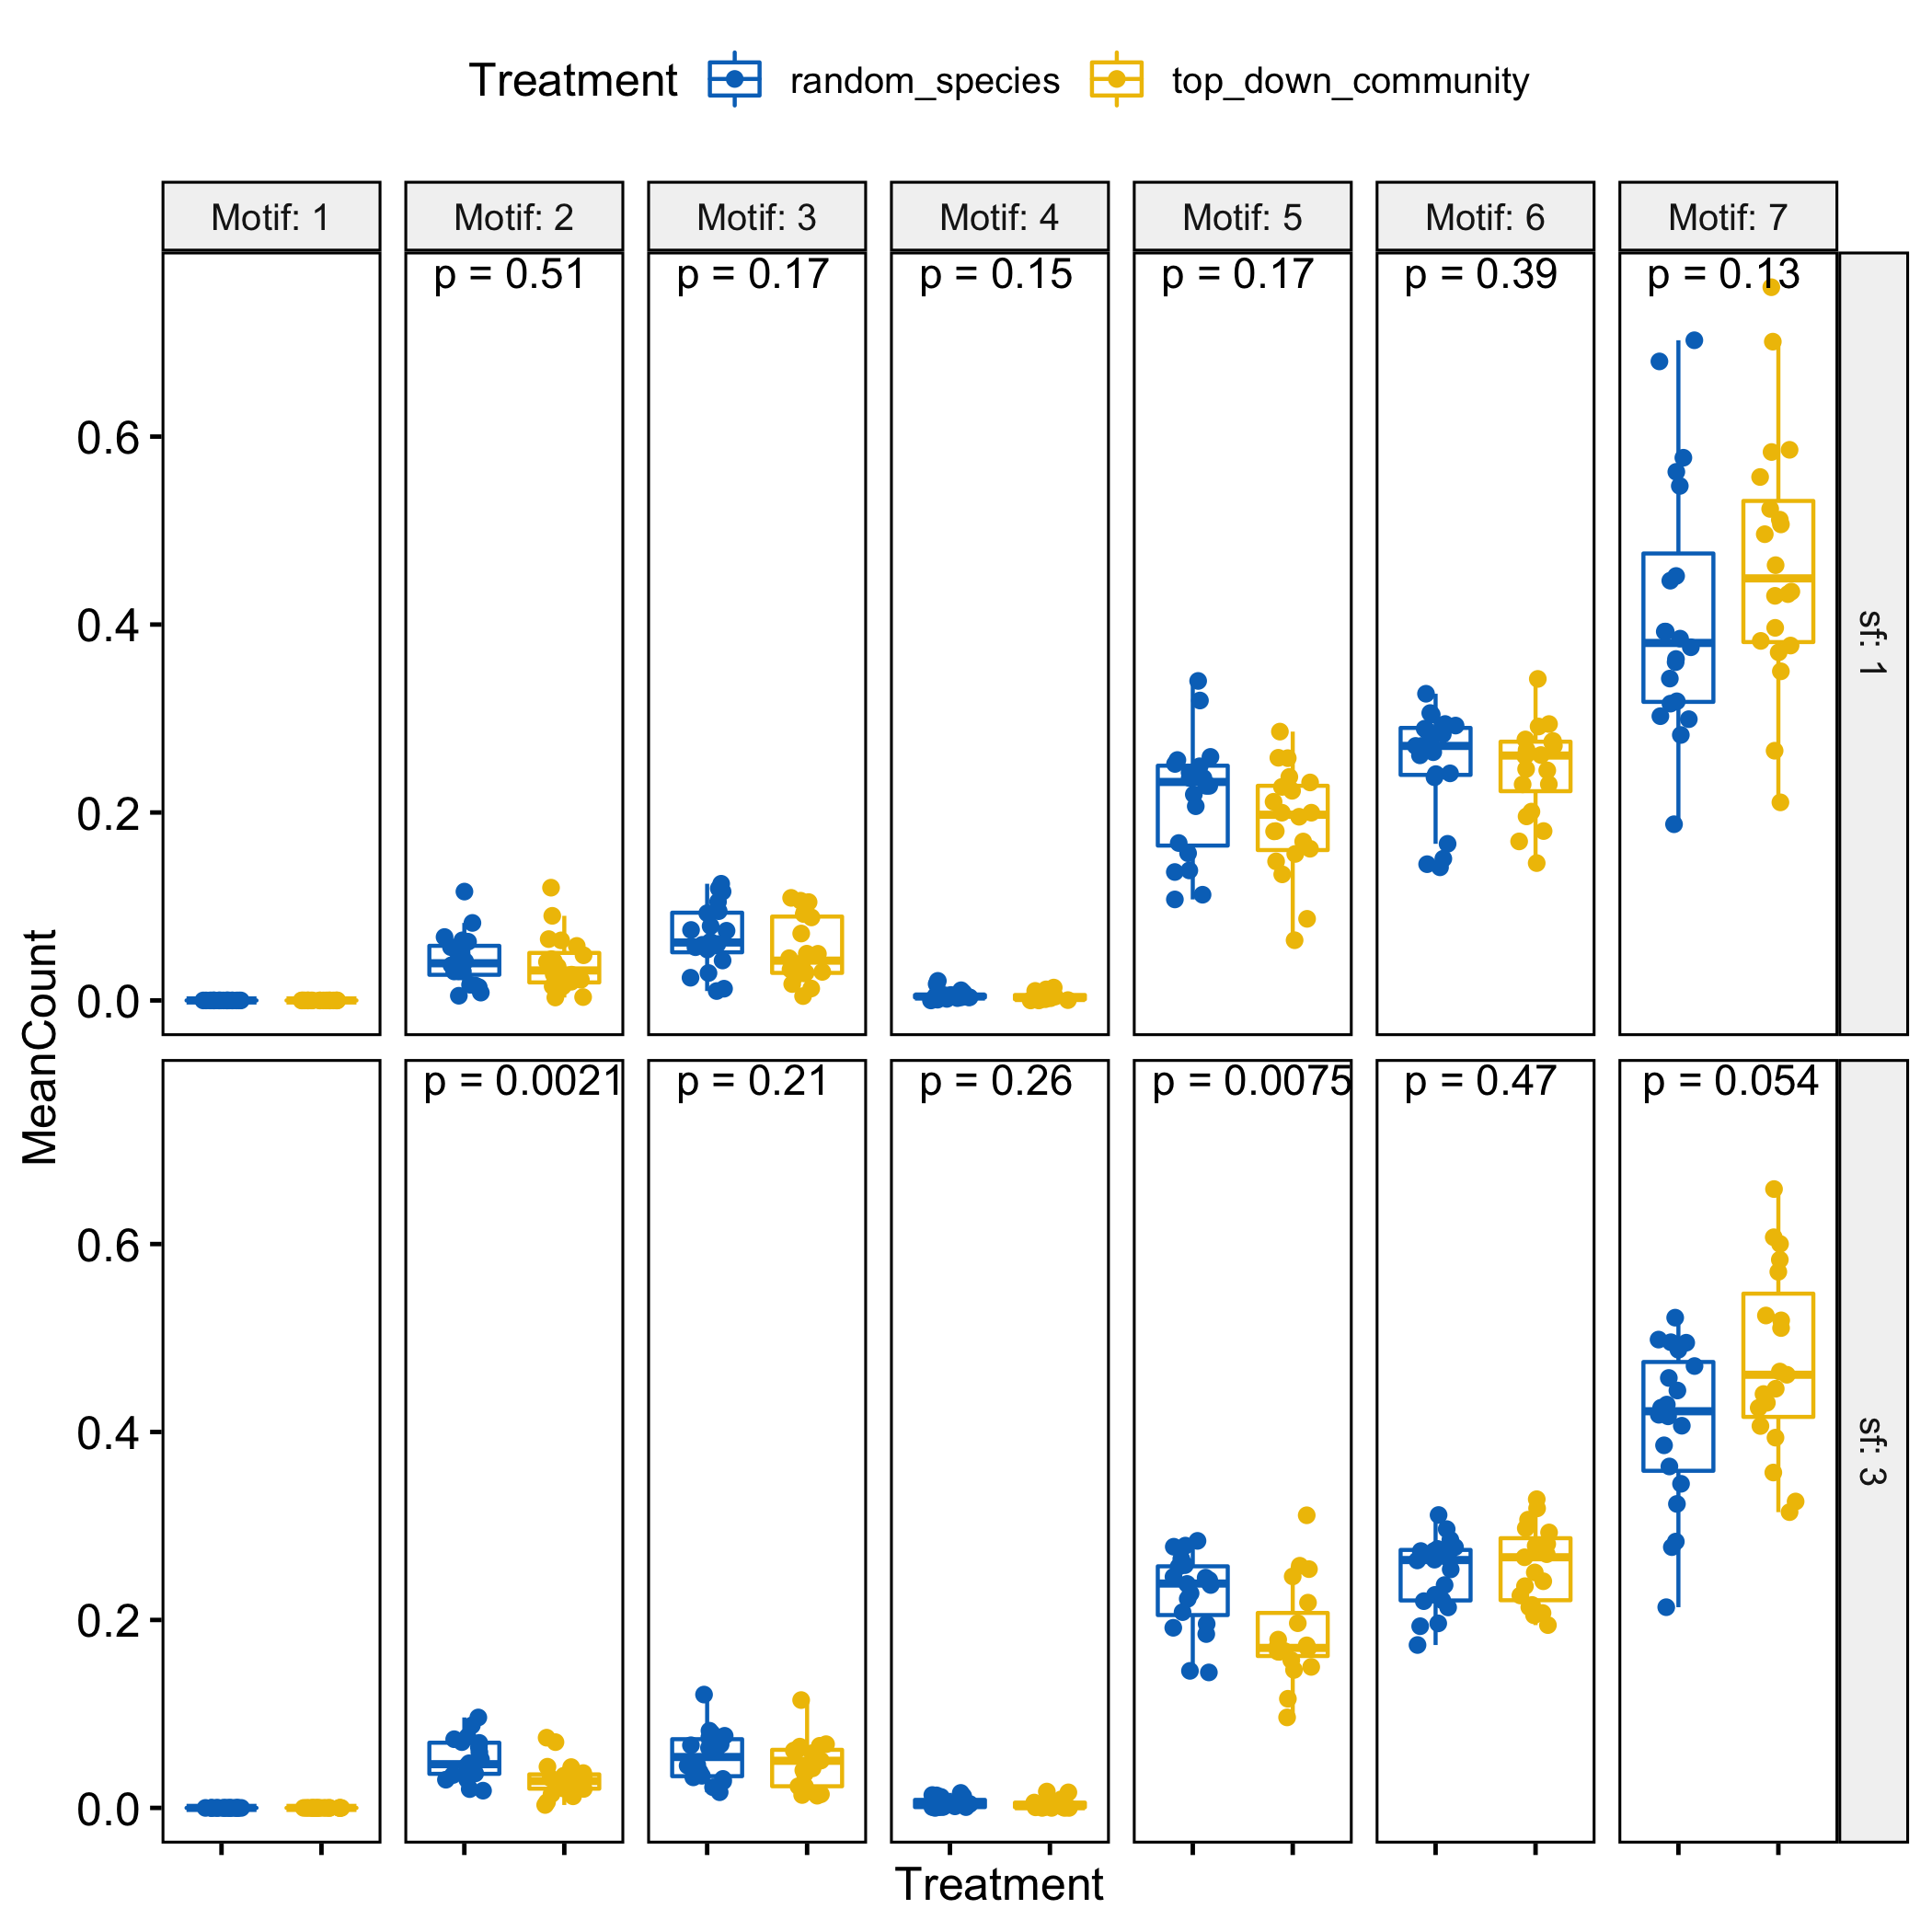 Treatment random_species top_down_community
Motif: 1 Motif: 2 Motif: 3 Motif: 4 Motif: 5 Motif: 6 Motif: 7
p = 0.51 p = 0.17 p = 0.15 p = 0.17 p = 0.39 p = 0.13
0.6
0.4
0.2
0.0
sf: 1
MeanCount
p = 0.0021 p = 0.21 p = 0.26 p = 0.0075 p = 0.47 p = 0.054
0.6
0.4
0.2
0.0
sf: 3
Treatment